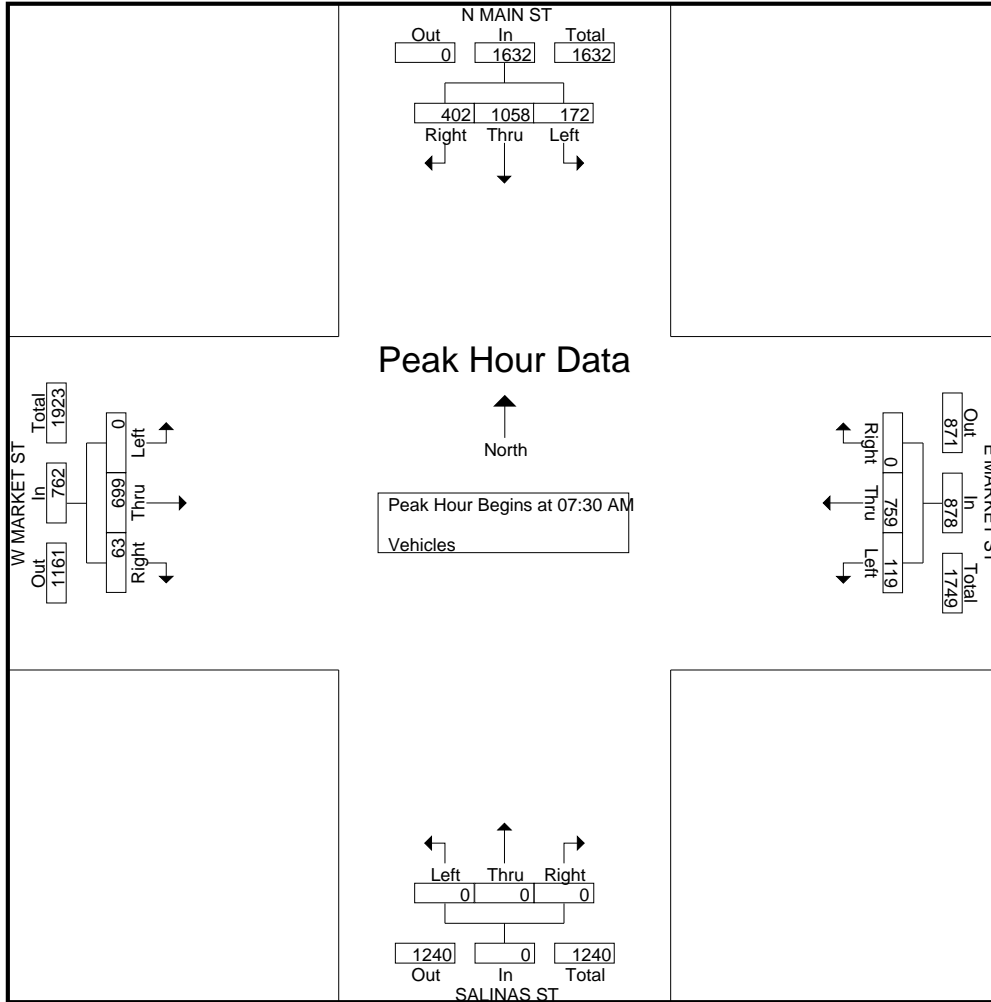 N MAIN ST
Out In Total
0 1632 1632
402 1058 172
Right Thru Left
Peak Hour Data
North
Peak Hour Begins at 07:30 AM
Vehicles
W MARKET ST
Out In Total
1161 762 1923
Right Thru Left
63 699 0
E MARKET ST
Out In Total
871 878 1749
Right Thru Left
0 759 119
Left Thru Right
0 0 0
1240 0 1240
Out In Total
SALINAS ST